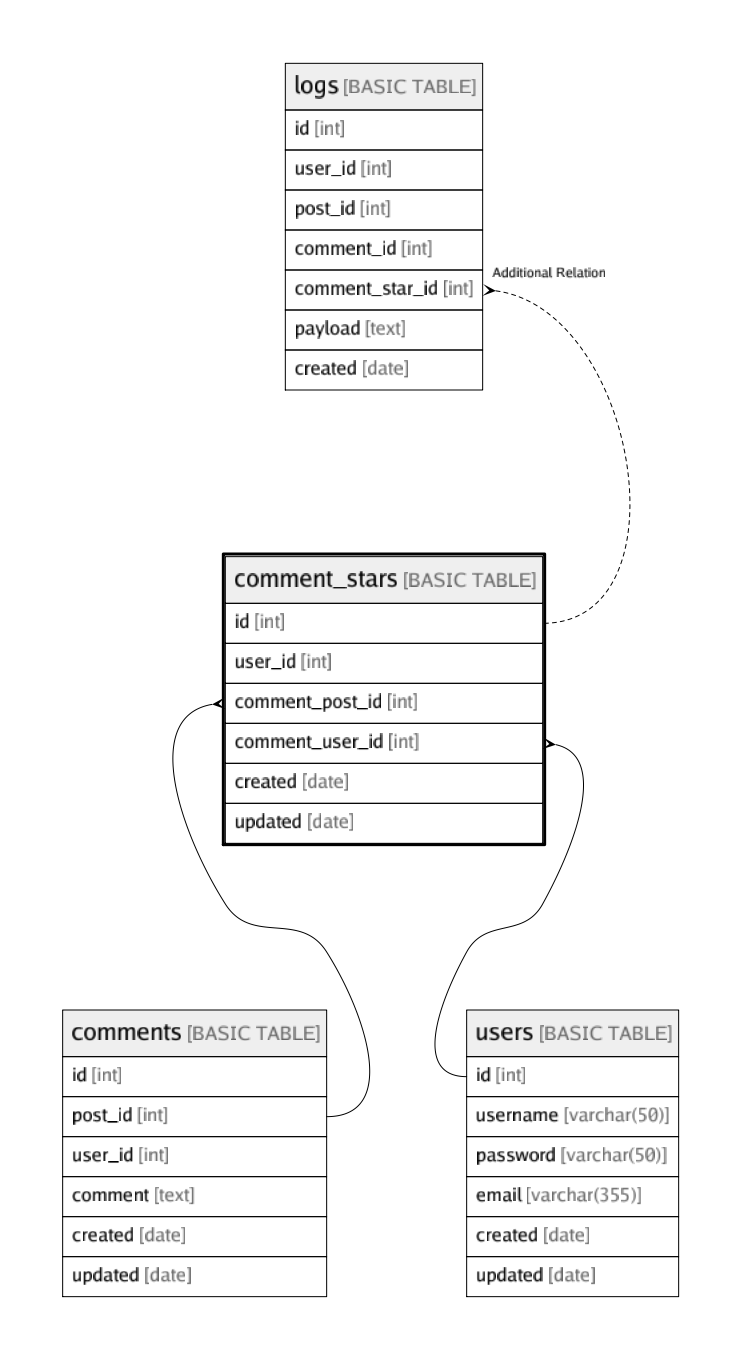 logs [BASIC TABLE]
id [int]
user_id [int]
post_id [int]
comment_id [int]
Additional Relation
comment_star_id [int]
payload [text]
created [date]
comment_stars [BASIC TABLE]
id [int]
user_id [int]
comment_post_id [int]
comment_user_id [int]
created [date]
updated [date]
comments [BASIC TABLE]
id [int]
post_id [int]
user_id [int]
comment [text]
created [date]
updated [date]
users [BASIC TABLE]
id [int]
username [varchar(50)]
password [varchar(50)]
email [varchar(355)]
created [date]
updated [date]